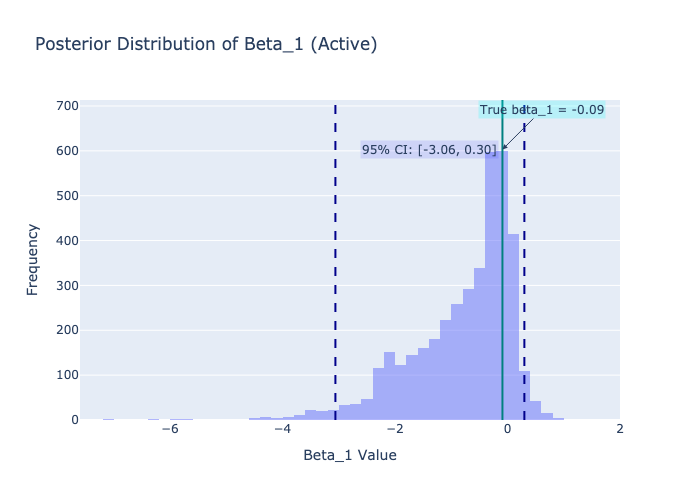 Posterior Distribution of Beta_1 (Active)
700
True beta_1 = -0.09
600
95% CI: [-3.06, 0.30]
500
400
300
200
100
0
Frequency
−6
−4
−2
0
2
Beta_1 Value